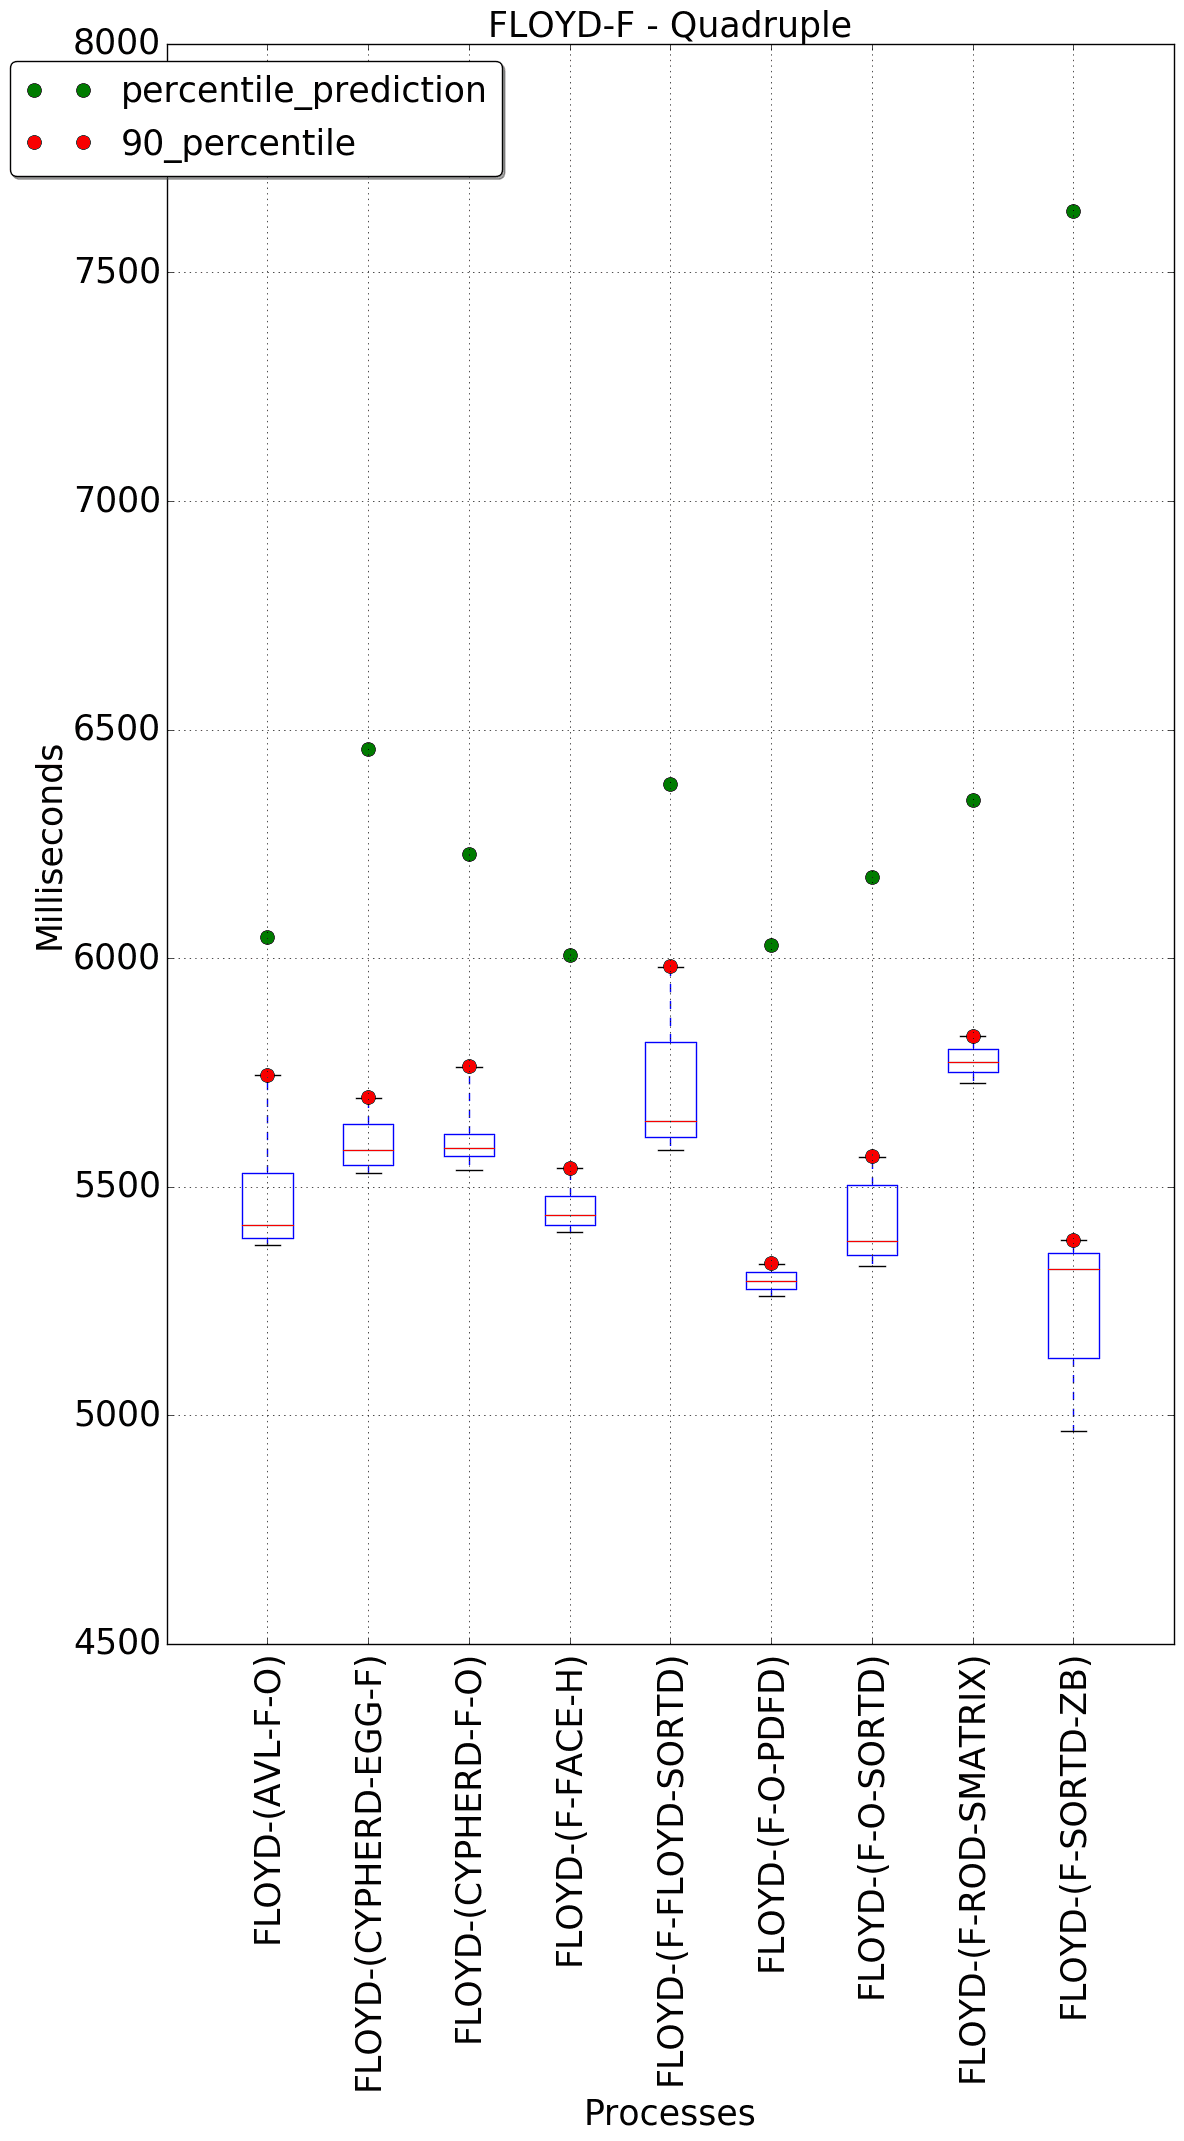 FLOYD-F - Quadruple
percentile_prediction
90_percentile
8000
7500
7000
6500
6000
5500
5000
4500
Milliseconds
FLOYD-(AVL-F-O)
FLOYD-(CYPHERD-EGG-F)
FLOYD-(CYPHERD-F-O)
FLOYD-(F-FACE-H)
FLOYD-(F-FLOYD-SORTD)
FLOYD-(F-O-PDFD)
FLOYD-(F-O-SORTD)
FLOYD-(F-ROD-SMATRIX)
FLOYD-(F-SORTD-ZB)
Processes